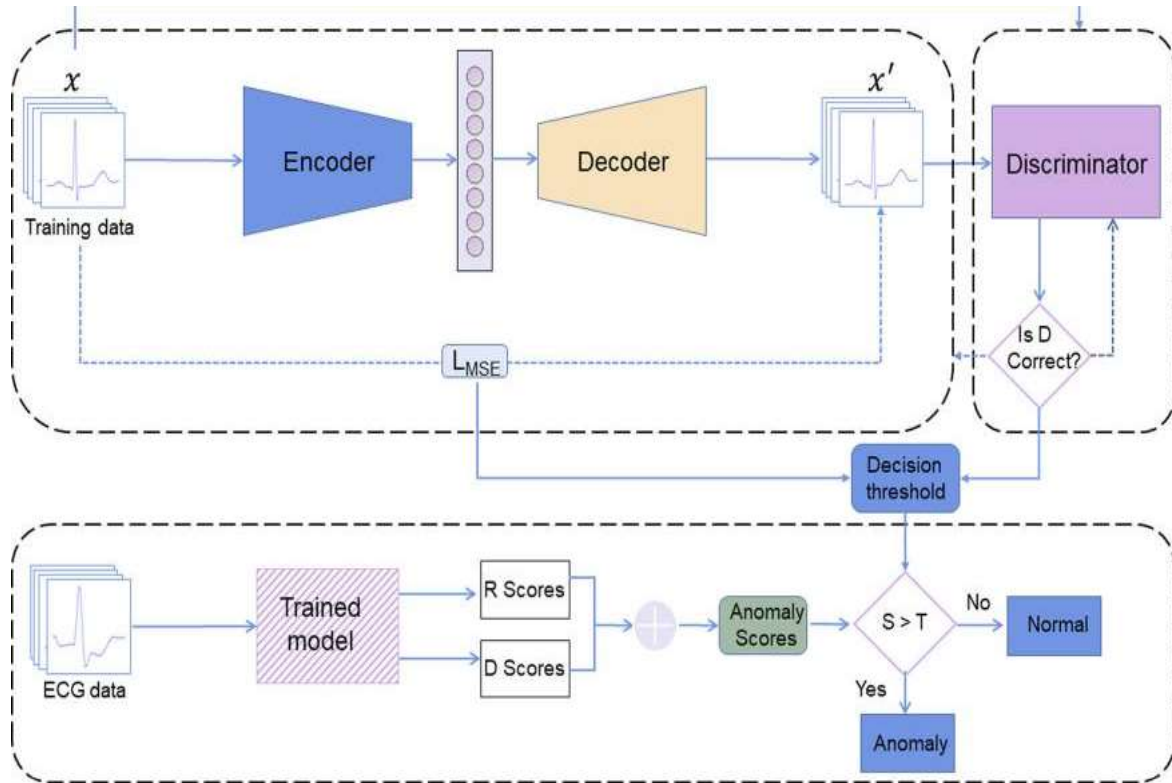 x
x′
Encoder
Decoder
Discriminator
Training data
Is D
Correct?
L_MSE
Decision
threshold
R Scores
Trained
model
Anomaly
Scores
S > T
No
Normal
D Scores
ECG data
Yes
Anomaly